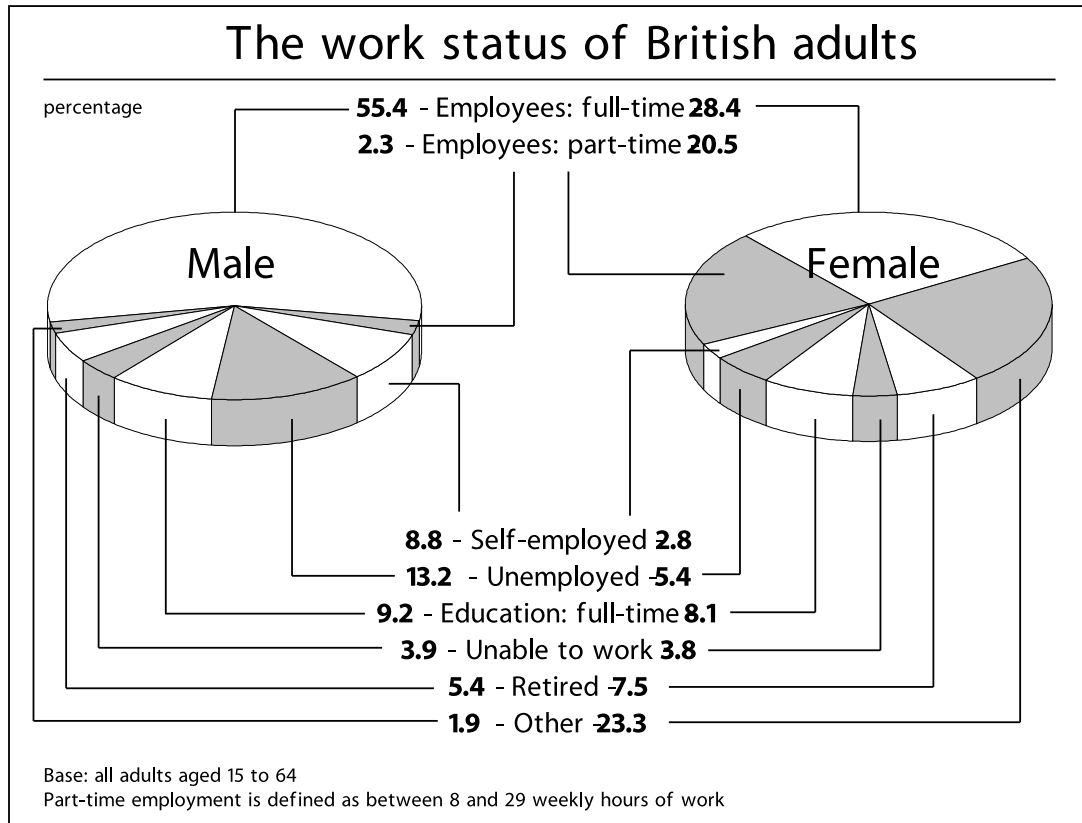 The work status of British adults
percentage
55.4 - Employees: full-time - 28.4
2.3 - Employees: part-time - 20.5
Male
Female
8.8 - Self-employed - 2.8
13.2 - Unemployed - 5.4
9.2 - Education: full-time 8.1
3.9 - Unable to work 3.8
5.4 - Retired - 7.5
1.9 - Other - 23.3
Base: all adults aged 15 to 64
Part-time employment is defined as between 8 and 29 weekly hours of work